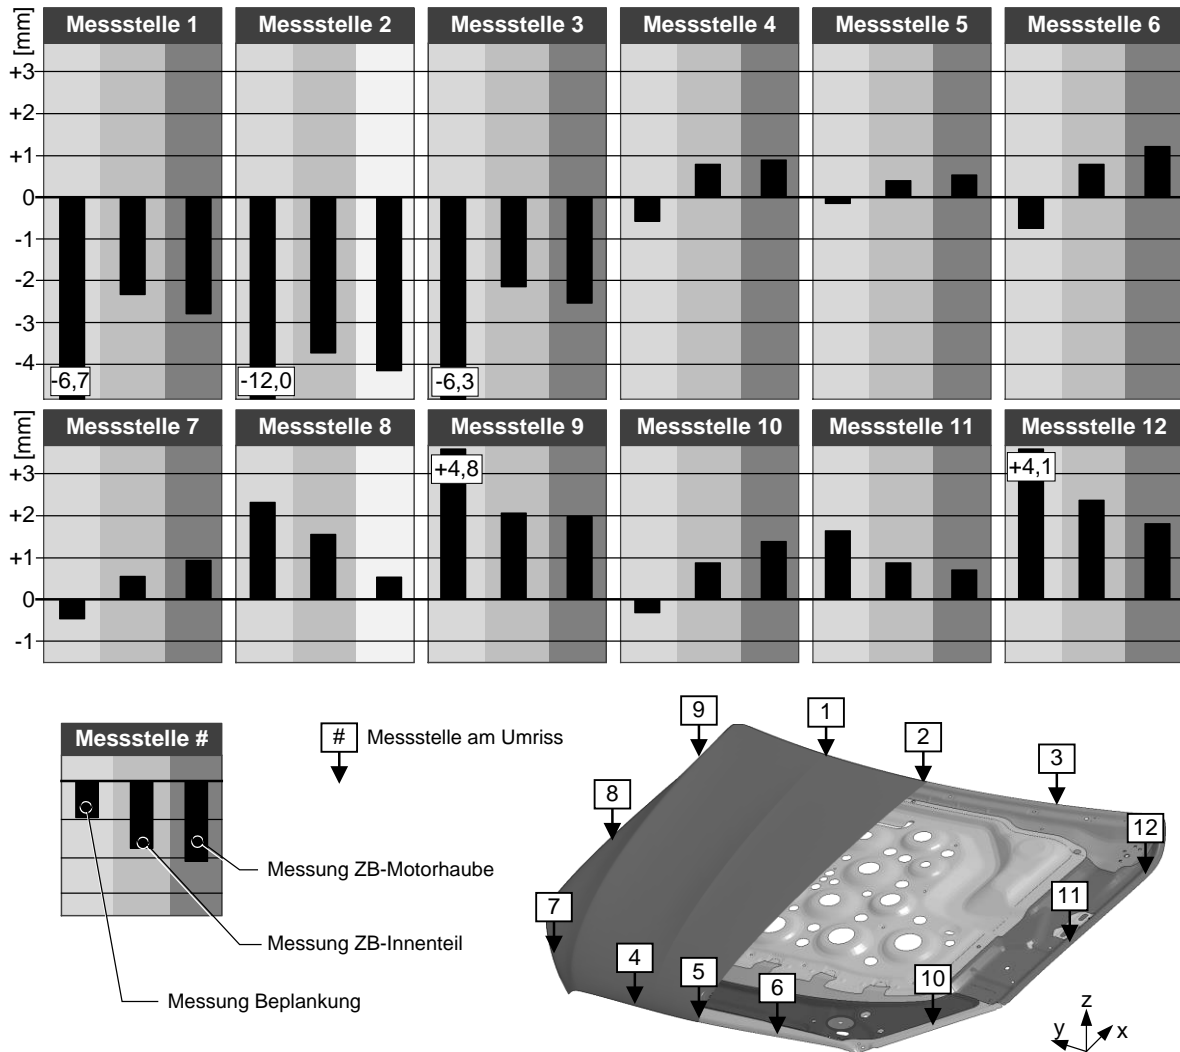 [mm]
Messstelle 1 Messstelle 2 Messstelle 3 Messstelle 4 Messstelle 5 Messstelle 6
+3
+2
+1
0
-1
-2
-3
-4
-6,7 -12,0 -6,3
[mm]
Messstelle 7 Messstelle 8 Messstelle 9 Messstelle 10 Messstelle 11 Messstelle 12
+4,8 +4,1
+3
+2
+1
0
-1
Messstelle #
# Messstelle am Umriss
Messung ZB-Motorhaube
Messung ZB-Innenteil
Messung Beplankung
9 1 2 3
8 12
7 11
4 5 6 10
z
y x